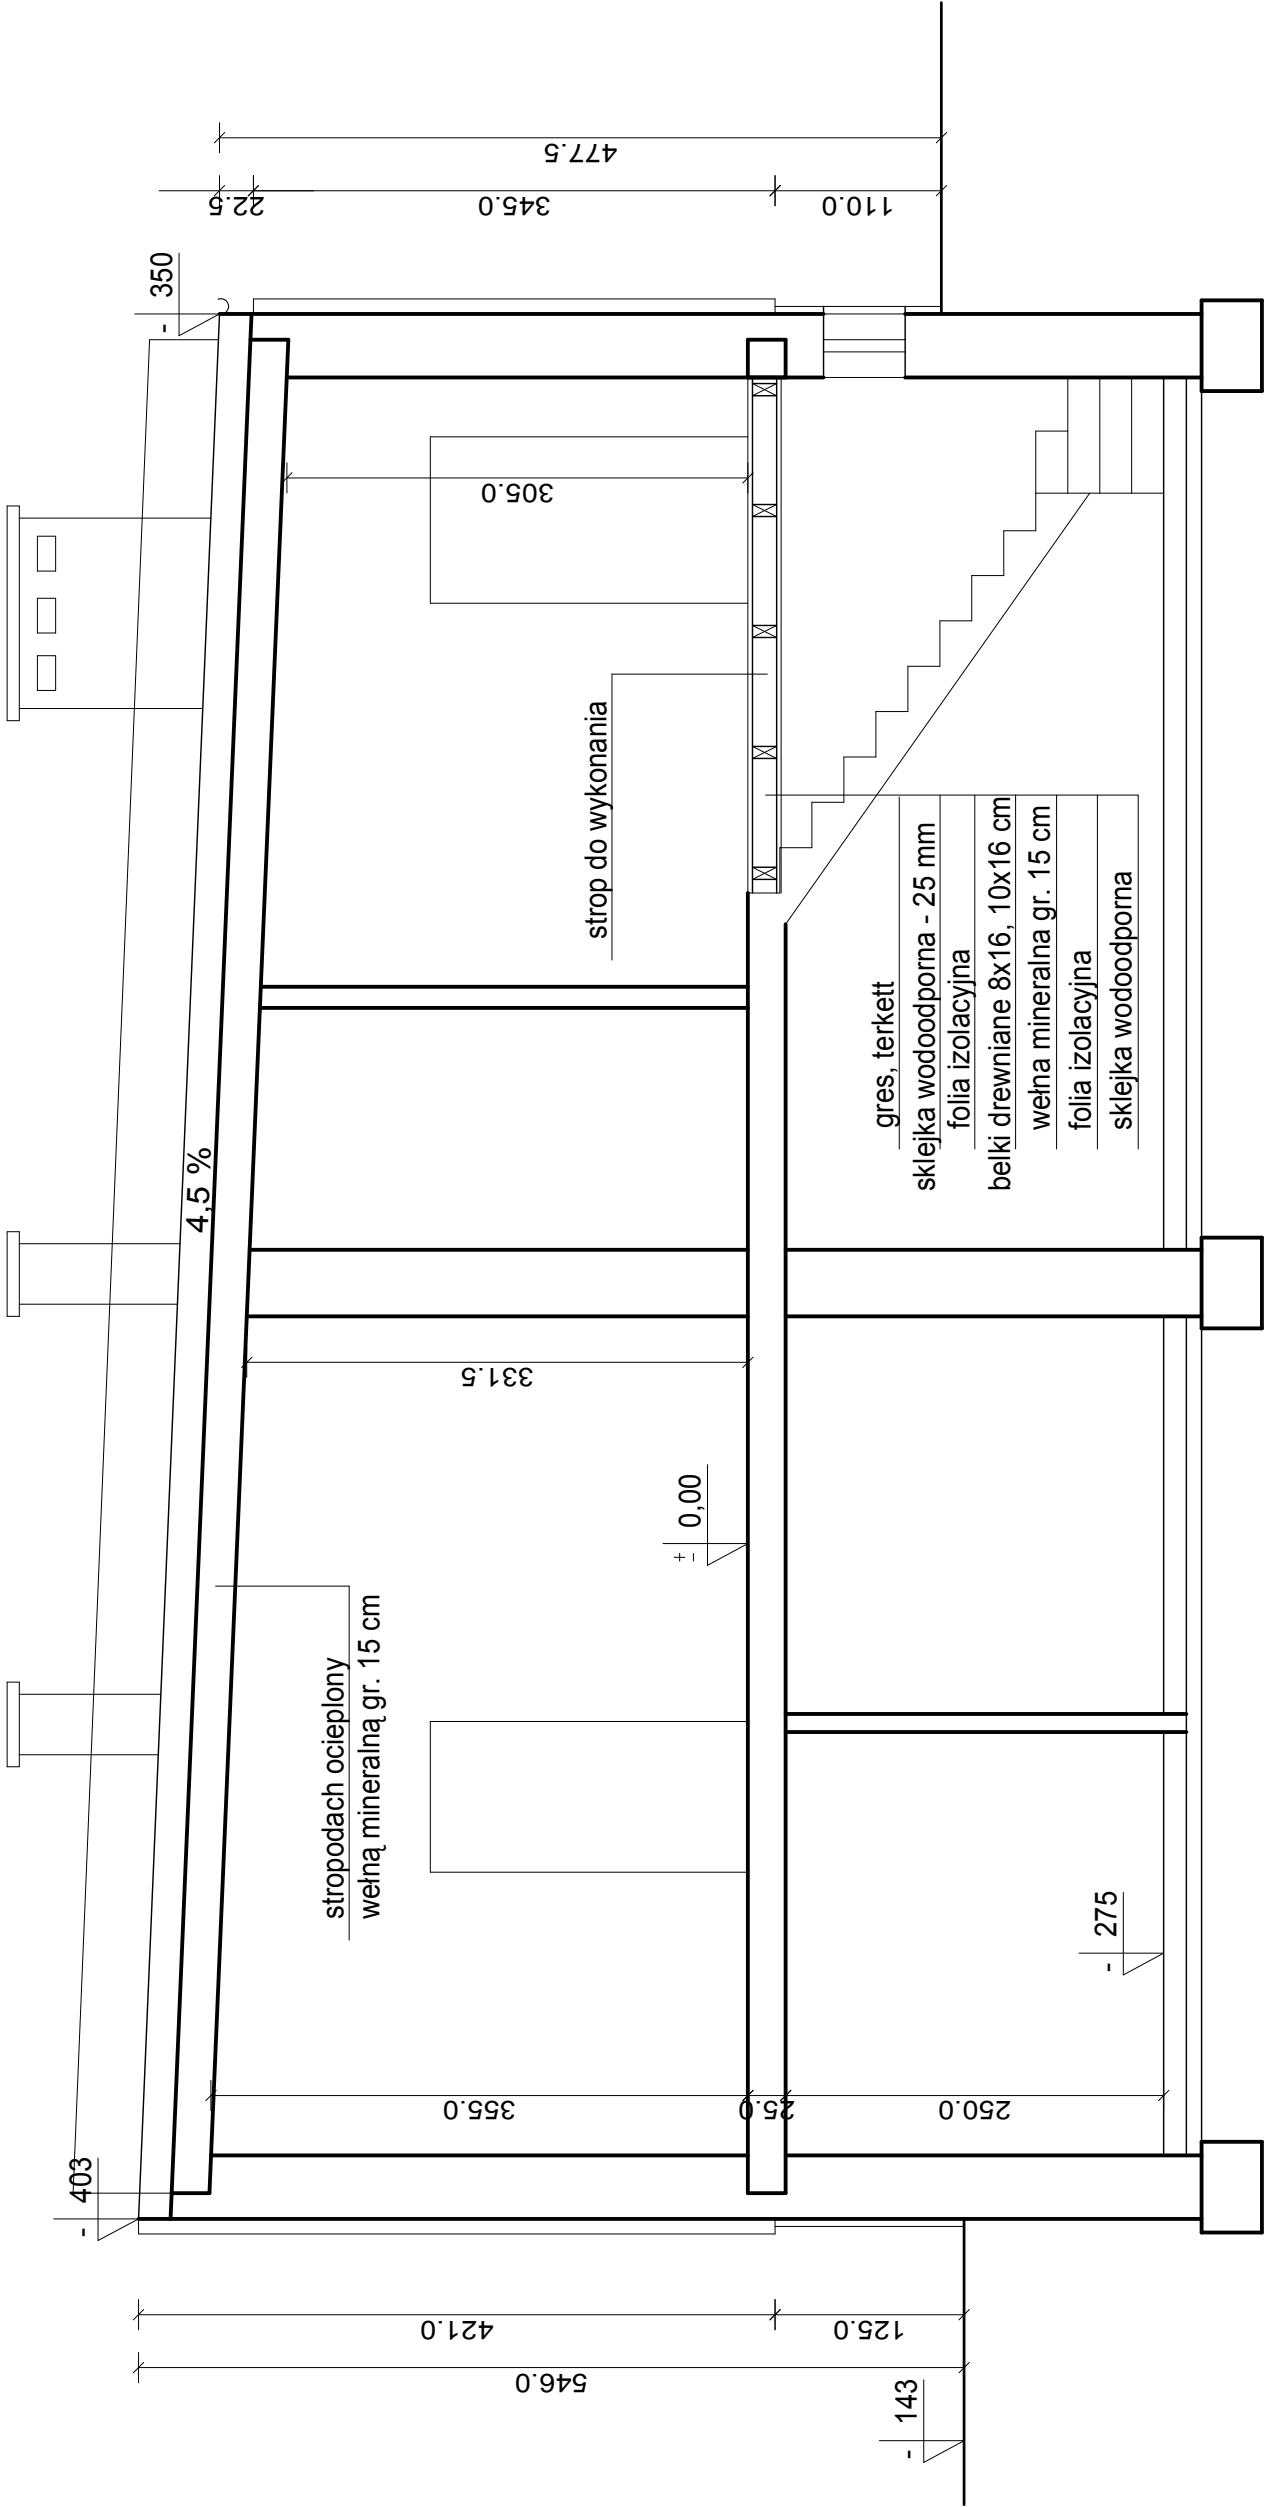 - 403
- 350
4,5 %
stropodach ocieplony
wełną mineralną gr. 15 cm
22.5
345.0
110.0
477.5
305.0
331.5
355.0
25.0
250.0
421.0
125.0
546.0
± 0,00
strop do wykonania
gres, terkett
sklejka wodoodporna - 25 mm
folia izolacyjna
belki drewniane 8x16, 10x16 cm
wełna mineralna gr. 15 cm
folia izolacyjna
sklejka wodoodporna
- 275
- 143